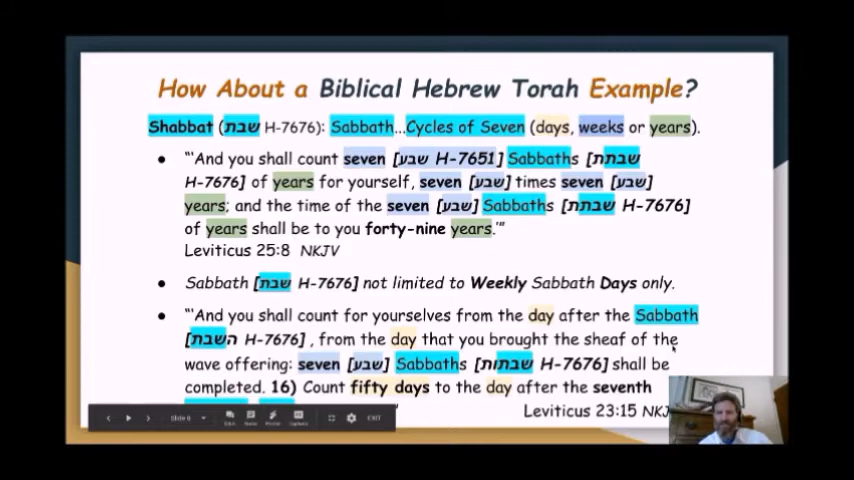 How About a Biblical Hebrew Torah Example?
Shabbat (שבת H-7676): Sabbath...Cycles of Seven (days, weeks or years).
● "'And you shall count seven [שבע H-7651] Sabbaths [שבתת
H-7676] of years for yourself, seven [שבע] times seven [שבע]
years; and the time of the seven [שבע] Sabbaths [שבתת H-7676]
of years shall be to you forty-nine years.'"
Leviticus 25:8 NKJV
● Sabbath [שבת H-7676] not limited to Weekly Sabbath Days only.
● "'And you shall count for yourselves from the day after the Sabbath
[השבת H-7676], from the day that you brought the sheaf of the
wave offering: seven [שבע] Sabbaths [שבתות H-7676] shall be
completed. 16) Count fifty days to the day after the seventh
Leviticus 23:15 NKJ
Slide 6
EXIT